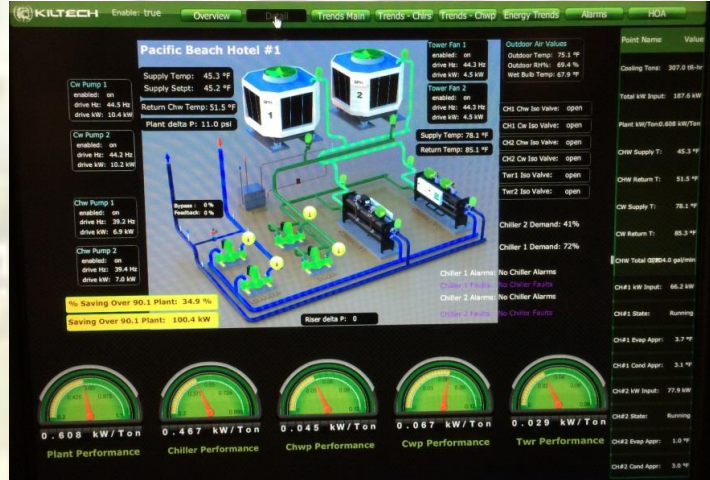 KILTECH
Enable: true
Overview
Detail
Trends Main
Trends - Chlrs
Trends - Chwp
Energy Trends
Alarms
HOA
Pacific Beach Hotel #1
Supply Temp: 45.3 °F
Supply Setpt: 45.2 °F
Return Chw Temp: 51.5 °F
Plant delta P: 11.0 psi
Cw Pump 1
enabled: on
drive Hz: 44.5 Hz
drive kW: 10.4 kW
Cw Pump 2
enabled: on
drive Hz: 44.2 Hz
drive kW: 10.2 kW
Chw Pump 1
enabled: on
drive Hz: 39.2 Hz
drive kW: 6.9 kW
Chw Pump 2
enabled: on
drive Hz: 39.4 Hz
drive kW: 7.0 kW
Bypass : 0 %
Feedback: 0 %
1
2
Tower Fan 1
enabled: on
drive Hz: 44.3 Hz
drive kW: 4.5 kW
Tower Fan 2
enabled: on
drive Hz: 44.3 Hz
drive kW: 4.5 kW
Supply Temp: 78.1 °F
Return Temp: 85.1 °F
Outdoor Air Values
Outdoor Temp: 75.1 °F
Outdoor RH%: 69.4 %
Wet Bulb Temp: 67.9 °F
CH1 Chw Iso Valve: open
CH1 Cw Iso Valve: open
CH2 Chw Iso Valve: open
CH2 Cw Iso Valve: open
Twr1 Iso Valve: open
Twr2 Iso Valve: open
Chiller 2 Demand: 41%
Chiller 1 Demand: 72%
Chiller 1 Alarms: No Chiller Alarms
Chiller 1 Faults: No Chiller Faults
Chiller 2 Alarms: No Chiller Alarms
Chiller 2 Faults: No Chiller Faults
% Saving Over 90.1 Plant: 34.9 %
Saving Over 90.1 Plant: 100.4 kW
Riser delta P: 0
Point Name Value
Cooling Tons: 307.0 tR-hr
Total kW Input: 187.6 kW
Plant kW/Ton: 0.608 kW/Ton
CHW Supply T: 45.3 °F
CHW Return T: 51.5 °F
CW Supply T: 78.1 °F
CW Return T: 85.3 °F
CHW Total gal/min
CH#1 kW Input: 66.2 kW
CH#1 State: Running
CH#1 Evap Appr: 3.7 °F
CH#1 Cond Appr: 3.1 °F
CH#2 kW Input: 77.9 kW
CH#2 State: Running
CH#2 Evap Appr: 1.0 °F
CH#2 Cond Appr: 3.0 °F
0.608 kW/Ton
Plant Performance
0.467 kW/Ton
Chiller Performance
0.045 kW/Ton
Chwp Performance
0.067 kW/Ton
Cwp Performance
0.029 kW/Ton
Twr Performance